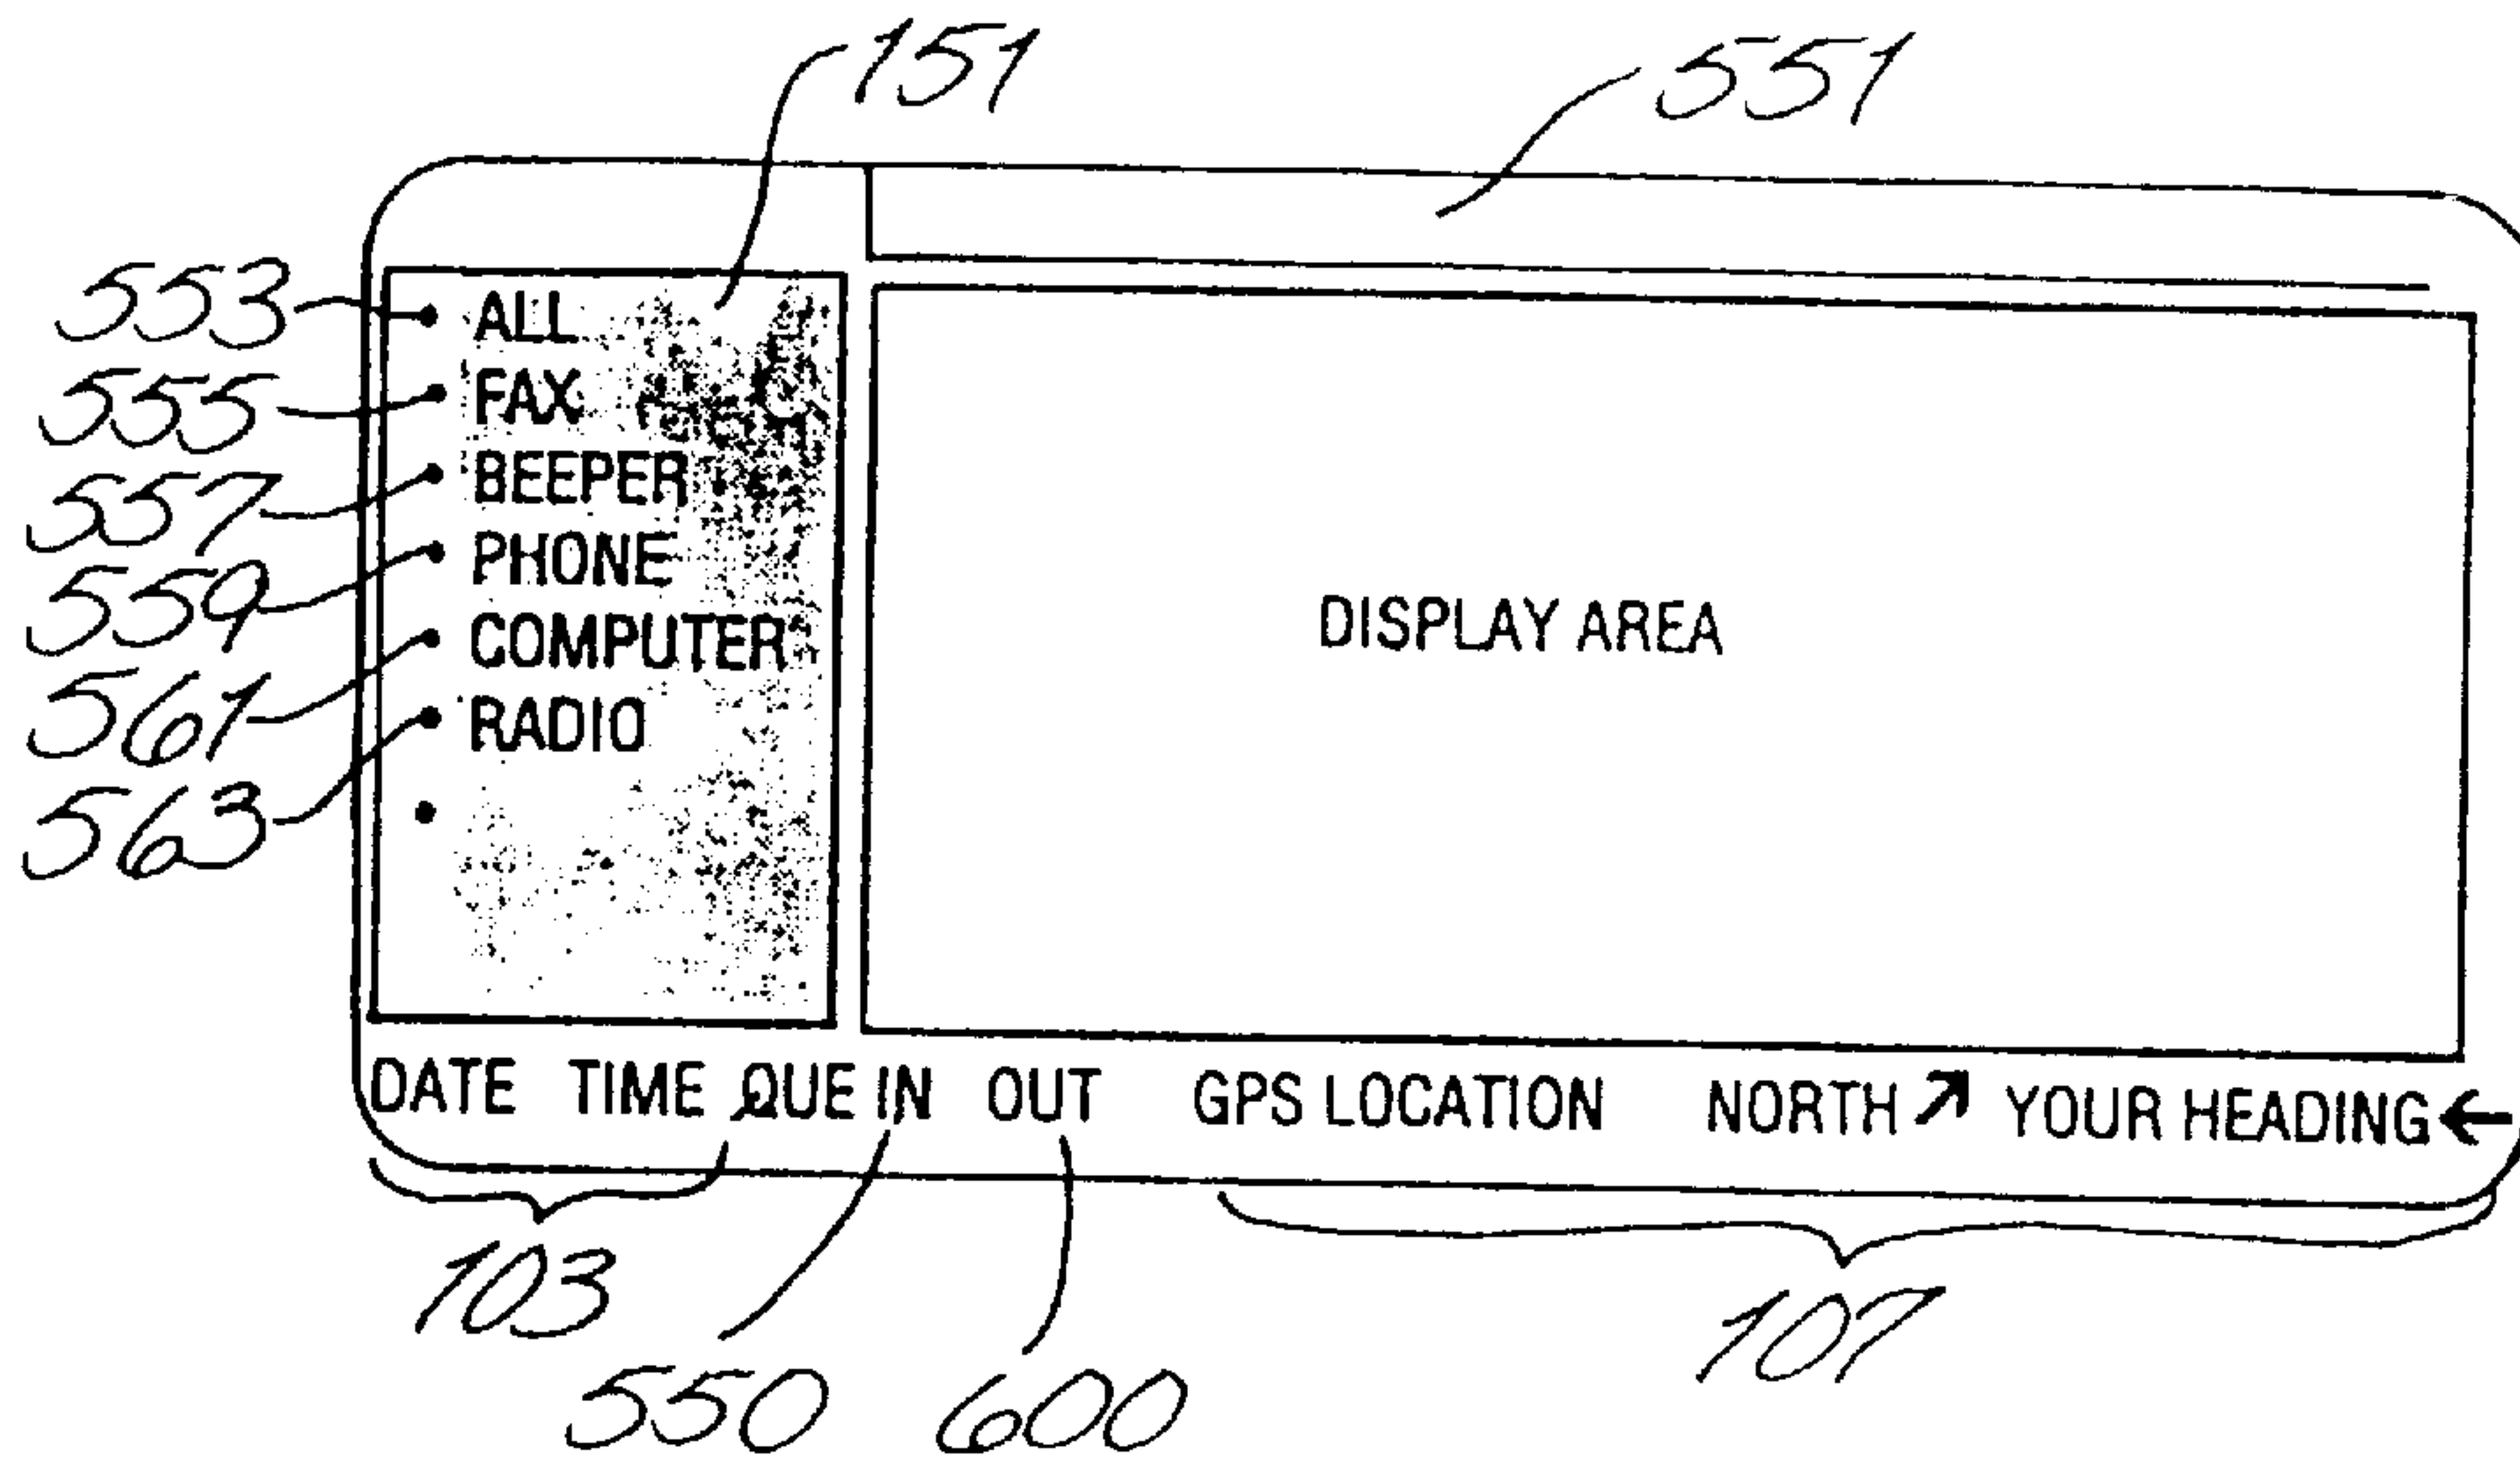 151
551
553
ALL
555
FAX
557
BEEPER
559
PHONE
561
COMPUTER
563
RADIO
DISPLAY AREA
DATE TIME QUE IN OUT GPS LOCATION NORTH ↗ YOUR HEADING ←
103
550
600
107